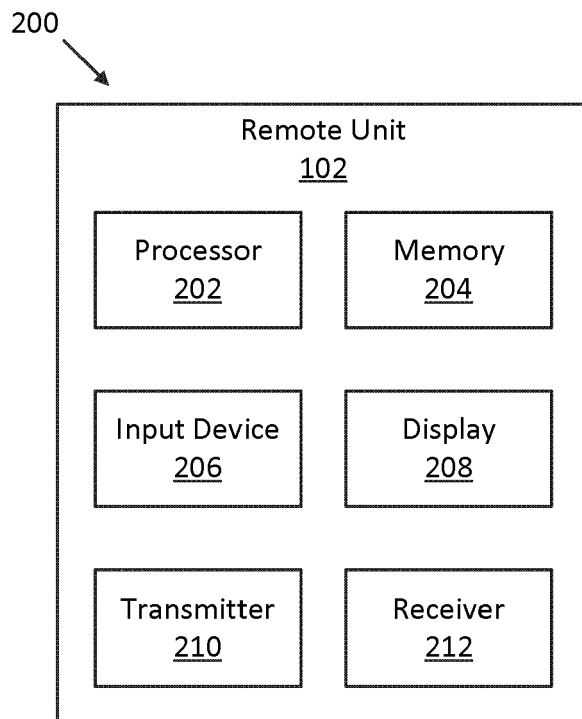 200
Remote Unit
102
Processor
202
Memory
204
Input Device
206
Display
208
Transmitter
210
Receiver
212